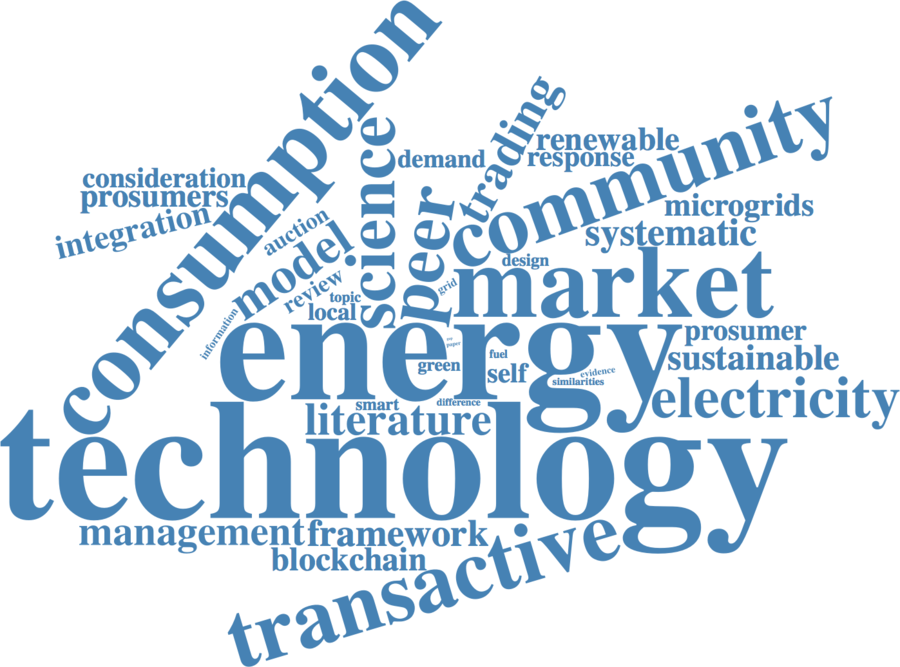 consumption
trading
science
community
renewable
demand
response
consideration
prosumers
peer
microgrids
integration
auction
systematic
model
design
market
review
grid
topic
local
information
energy
prosumer
paper
fuel
sustainable
green
self
evidence
similarities
electricity
smart
difference
literature
technology
management
framework
blockchain
transactive